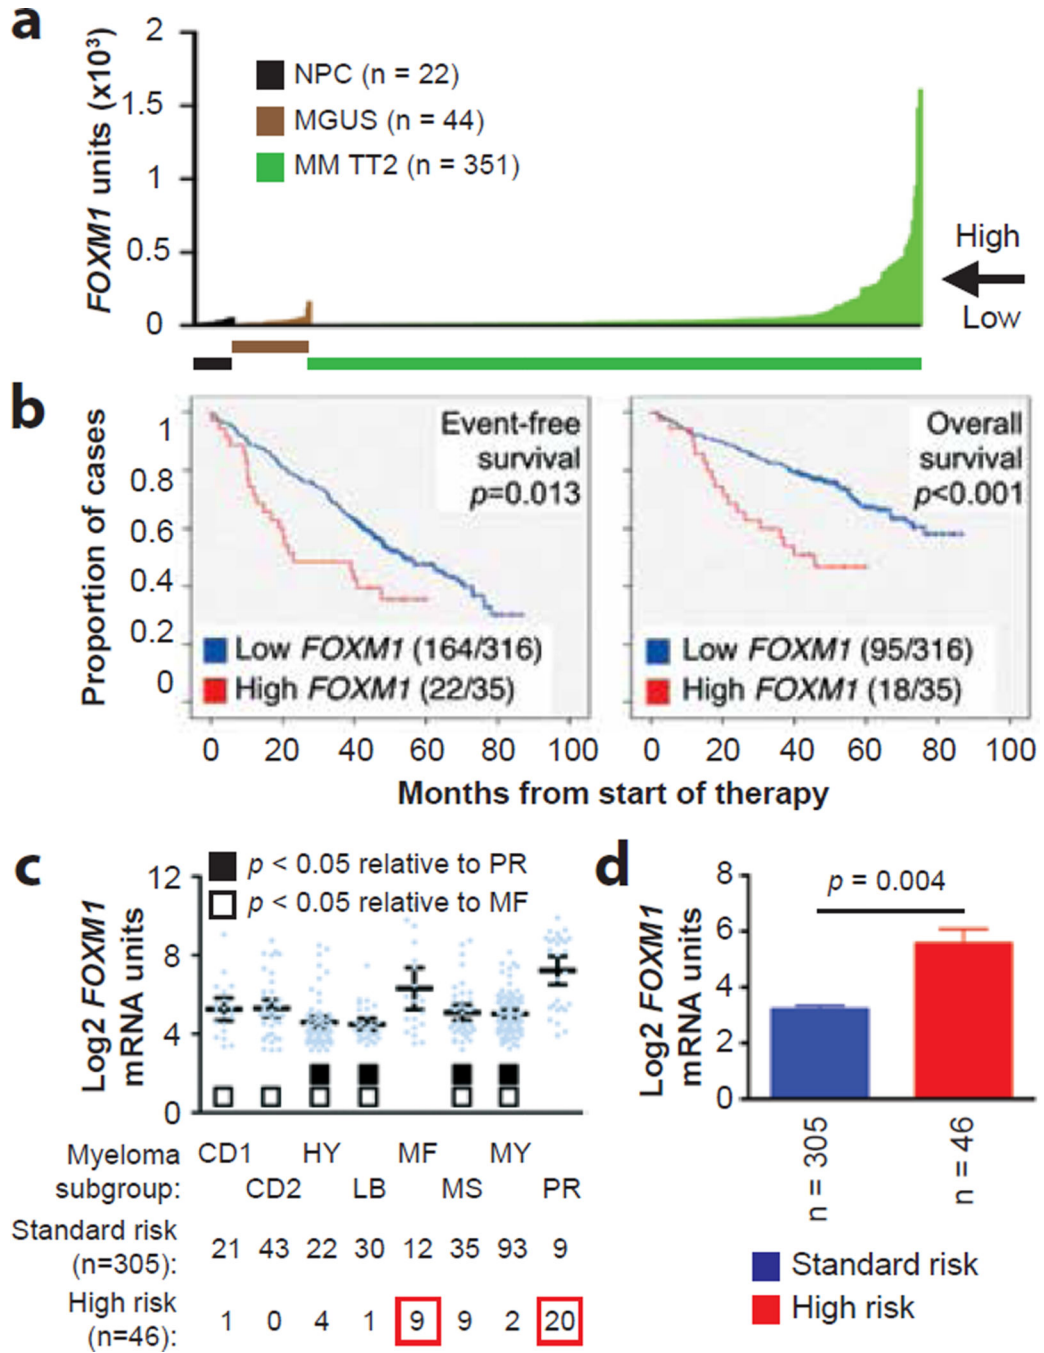 a
FOXM1 units (x10³)
2
1.5
1
0.5
0
NPC (n = 22)
MGUS (n = 44)
MM TT2 (n = 351)
High
Low
b
Proportion of cases
1
0.8
0.6
0.4
0.2
0
Event-free
survival
p=0.013
Low FOXM1 (164/316)
High FOXM1 (22/35)
0 20 40 60 80 100
Overall
survival
p<0.001
Low FOXM1 (95/316)
High FOXM1 (18/35)
0 20 40 60 80 100
Months from start of therapy
c
Log2 FOXM1
mRNA units
12
8
4
0
p < 0.05 relative to PR
p < 0.05 relative to MF
Myeloma
subgroup:
CD1 HY MF MY
CD2 LB MS PR
Standard risk
(n=305):
21 43 22 30 12 35 93 9
High risk
(n=46):
1 0 4 1 9 9 2 20
d
Log2 FOXM1
mRNA units
8
6
4
2
0
p = 0.004
n = 305
n = 46
Standard risk
High risk